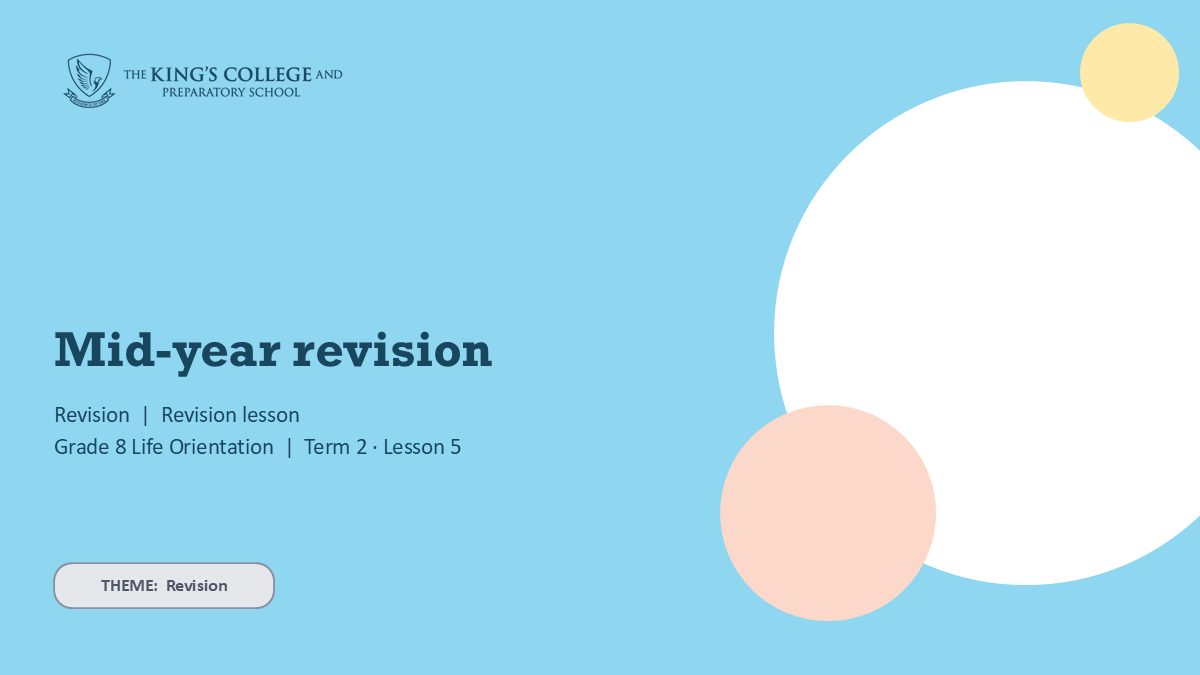 THE KING'S COLLEGE AND
PREPARATORY SCHOOL
Mid-year revision
Revision | Revision lesson
Grade 8 Life Orientation | Term 2 · Lesson 5
THEME: Revision